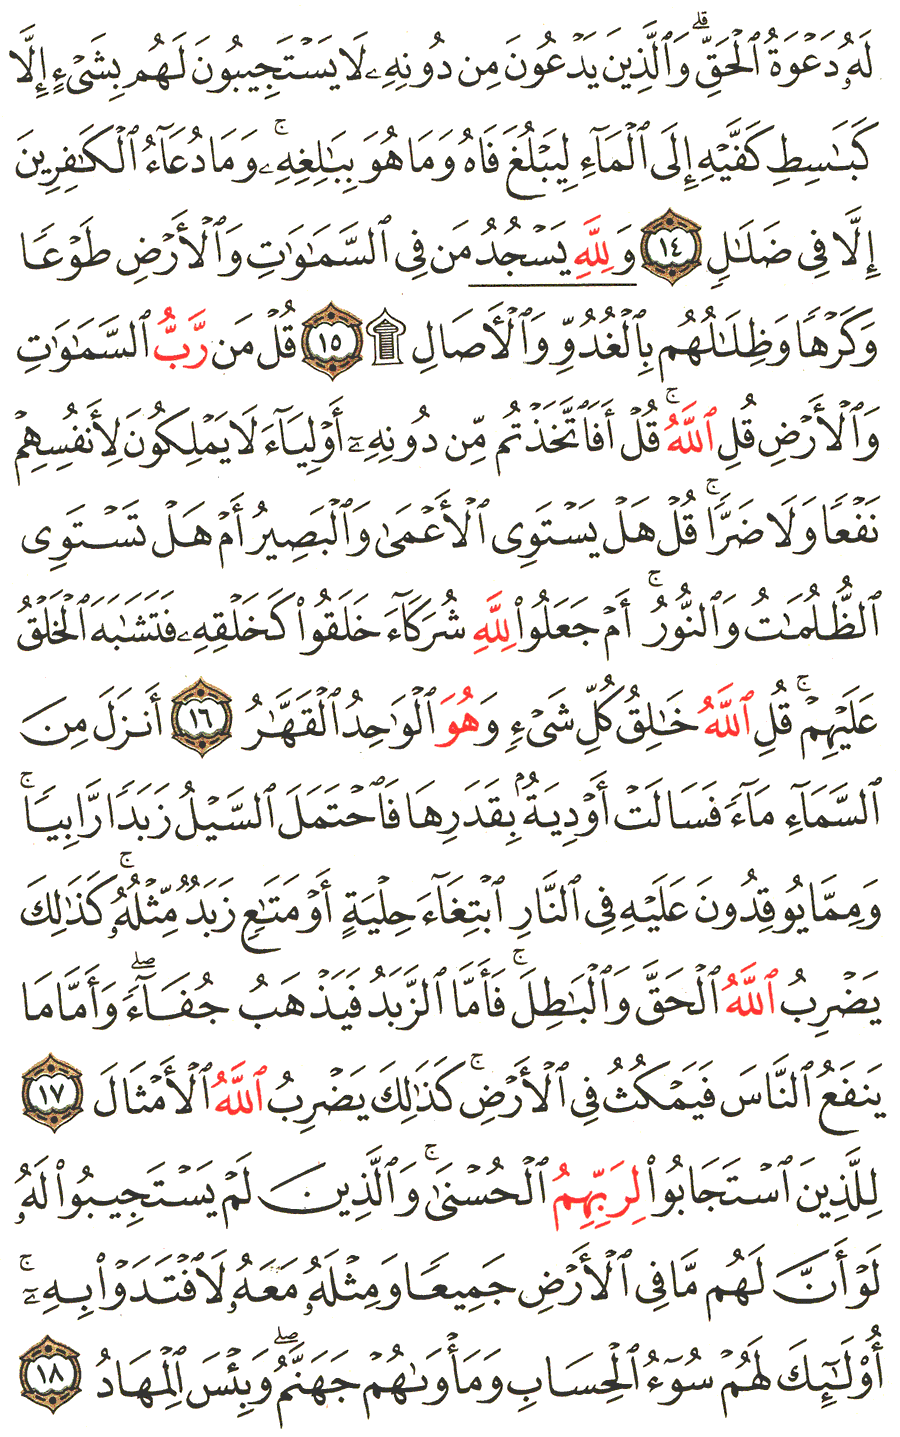 لَهُۥ دَعۡوَةُ ٱلۡحَقِّۚ وَٱلَّذِينَ يَدۡعُونَ مِن دُونِهِۦ لَا يَسۡتَجِيبُونَ لَهُم بِشَيۡءٍ إِلَّا
كَبَٰسِطِ كَفَّيۡهِ إِلَى ٱلۡمَآءِ لِيَبۡلُغَ فَاهُ وَمَا هُوَ بِبَٰلِغِهِۦۚ وَمَا دُعَآءُ ٱلۡكَٰفِرِينَ
إِلَّا فِي ضَلَٰلٖ ١٤ وَلِلَّهِ يَسۡجُدُ مَن فِي ٱلسَّمَٰوَٰتِ وَٱلۡأَرۡضِ طَوۡعٗا
وَكَرۡهٗا وَظِلَٰلُهُم بِٱلۡغُدُوِّ وَٱلۡأٓصَالِ ۩ ١٥ قُلۡ مَن رَّبُّ ٱلسَّمَٰوَٰتِ
وَٱلۡأَرۡضِ قُلِ ٱللَّهُۚ قُلۡ أَفَٱتَّخَذۡتُم مِّن دُونِهِۦٓ أَوۡلِيَآءَ لَا يَمۡلِكُونَ لِأَنفُسِهِمۡ
نَفۡعٗا وَلَا ضَرّٗاۚ قُلۡ هَلۡ يَسۡتَوِي ٱلۡأَعۡمَىٰ وَٱلۡبَصِيرُ أَمۡ هَلۡ تَسۡتَوِي
ٱلظُّلُمَٰتُ وَٱلنُّورُۚ أَمۡ جَعَلُواْ لِلَّهِ شُرَكَآءَ خَلَقُواْ كَخَلۡقِهِۦ فَتَشَٰبَهَ ٱلۡخَلۡقُ
عَلَيۡهِمۡۚ قُلِ ٱللَّهُ خَٰلِقُ كُلِّ شَيۡءٖ وَهُوَ ٱلۡوَٰحِدُ ٱلۡقَهَّٰرُ ١٦ أَنزَلَ مِنَ
ٱلسَّمَآءِ مَآءٗ فَسَالَتۡ أَوۡدِيَةُۢ بِقَدَرِهَا فَٱحۡتَمَلَ ٱلسَّيۡلُ زَبَدٗا رَّابِيٗاۚ
وَمِمَّا يُوقِدُونَ عَلَيۡهِ فِي ٱلنَّارِ ٱبۡتِغَآءَ حِلۡيَةٍ أَوۡ مَتَٰعٖ زَبَدٞ مِّثۡلُهُۥۚ كَذَٰلِكَ
يَضۡرِبُ ٱللَّهُ ٱلۡحَقَّ وَٱلۡبَٰطِلَۚ فَأَمَّا ٱلزَّبَدُ فَيَذۡهَبُ جُفَآءٗۖ وَأَمَّا مَا
يَنفَعُ ٱلنَّاسَ فَيَمۡكُثُ فِي ٱلۡأَرۡضِۚ كَذَٰلِكَ يَضۡرِبُ ٱللَّهُ ٱلۡأَمۡثَالَ ١٧
لِلَّذِينَ ٱسۡتَجَابُواْ لِرَبِّهِمُ ٱلۡحُسۡنَىٰۚ وَٱلَّذِينَ لَمۡ يَسۡتَجِيبُواْ لَهُۥ
لَوۡ أَنَّ لَهُم مَّا فِي ٱلۡأَرۡضِ جَمِيعٗا وَمِثۡلَهُۥ مَعَهُۥ لَٱفۡتَدَوۡاْ بِهِۦٓۚ
أُوْلَٰٓئِكَ لَهُمۡ سُوٓءُ ٱلۡحِسَابِ وَمَأۡوَىٰهُمۡ جَهَنَّمُۖ وَبِئۡسَ ٱلۡمِهَادُ ١٨